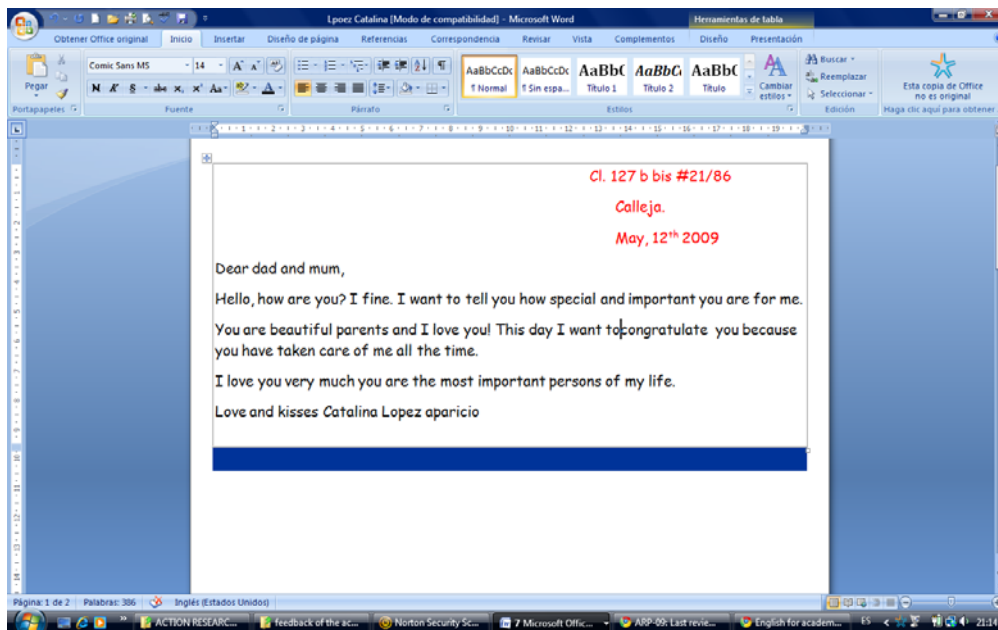 Lpoez Catalina [Modo de compatibilidad] - Microsoft Word
Herramientas de tabla
Obtener Office original Inicio Insertar Diseño de página Referencias Correspondencia Revisar Vista Complementos Diseño Presentación
Pegar
Comic Sans MS 14
AaBbCcDc AaBbCcDc AaBbC AaBbCc AaBbC
¶ Normal ¶ Sin espa... Título 1 Título 2 Título
Cambiar estilos
Buscar
Reemplazar
Seleccionar
Esta copia de Office
no es original
Portapapeles Fuente Párrafo Estilos Edición Haga clic aquí para obtener
Cl. 127 b bis #21/86
Calleja.
May, 12th 2009
Dear dad and mum,
Hello, how are you? I fine. I want to tell you how special and important you are for me.
You are beautiful parents and I love you! This day I want tocongratulate you because
you have taken care of me all the time.
I love you very much you are the most important persons of my life.
Love and kisses Catalina Lopez aparicio
Página: 1 de 2 Palabras: 386 Inglés (Estados Unidos)
ACTION RESEARC... feedback of the ac... Norton Security Sc... 7 Microsoft Offic... ARP-09: Last revie... English for academ... ES 21:14